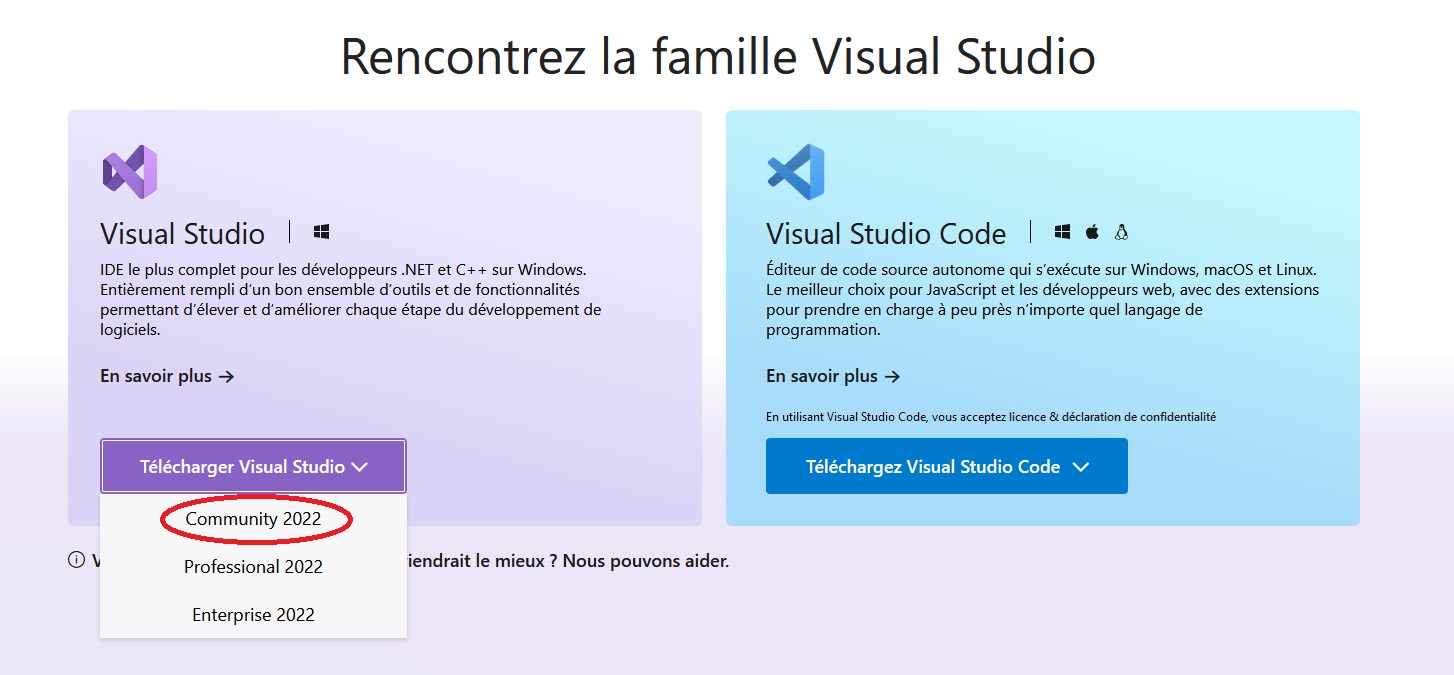 Rencontrez la famille Visual Studio
Visual Studio
IDE le plus complet pour les développeurs .NET et C++ sur Windows.
Entièrement rempli d’un bon ensemble d’outils et de fonctionnalités
permettant d’élever et d’améliorer chaque étape du développement de
logiciels.
En savoir plus →
Télécharger Visual Studio
Community 2022
Professional 2022
Enterprise 2022
Visual Studio Code
Éditeur de code source autonome qui s’exécute sur Windows, macOS et Linux.
Le meilleur choix pour JavaScript et les développeurs web, avec des extensions
pour prendre en charge à peu près n’importe quel langage de
programmation.
En savoir plus →
En utilisant Visual Studio Code, vous acceptez licence & déclaration de confidentialité
Téléchargez Visual Studio Code
le mieux ? Nous pouvons aider.